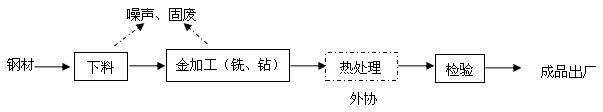 噪声、固废
钢材
下料
金加工（铣、钻）
热处理
检验
成品出厂
外协